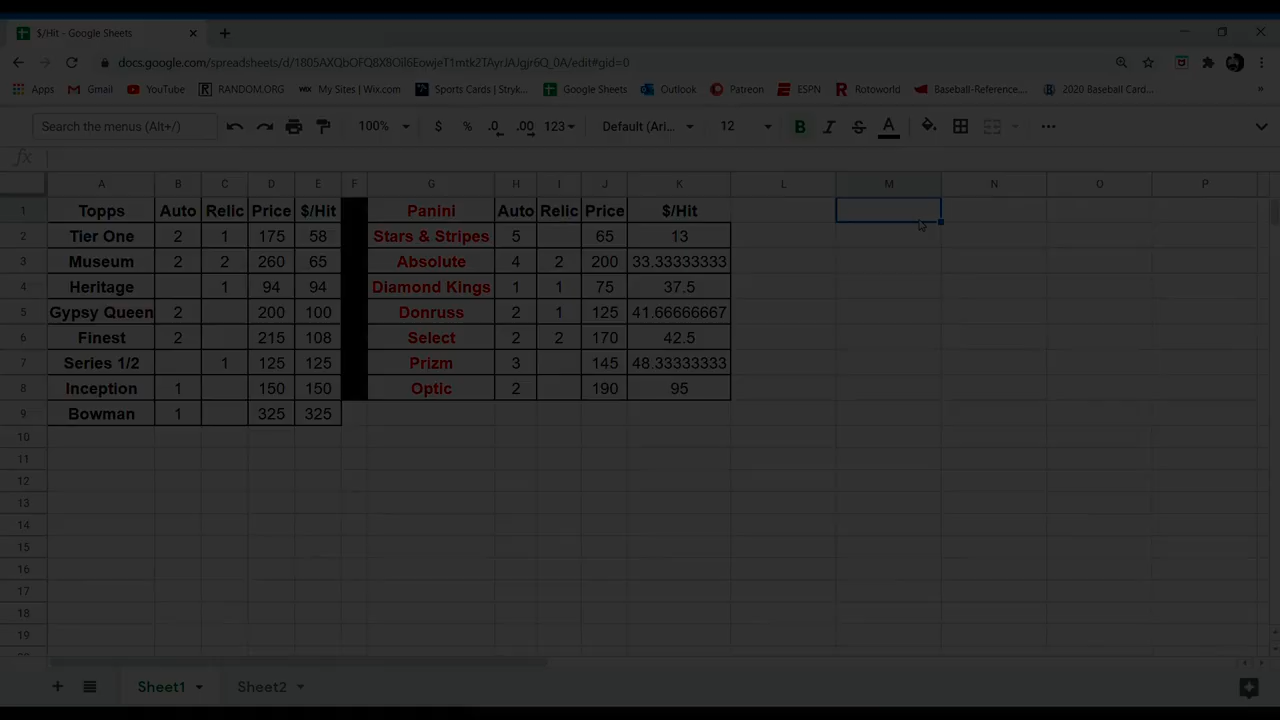 $/Hit - Google Sheets
docs.google.com/spreadsheets/d/1805AXQbOFQ8X8Oil6EowjeT1mtk2TAyrJAJgjr6Q_0A/edit#gid=0
Apps Gmail YouTube RANDOM.ORG My Sites | Wix.com Sports Cards | Stryk... Google Sheets Outlook Patreon ESPN Rotoworld Baseball-Reference... 2020 Baseball Card... »
Search the menus (Alt+/) 100% $ % .0 .00 123 Default (Ari... 12 B I S A
fx
A B C D E F G H I J K L M N O P
1 Topps Auto Relic Price $/Hit Panini Auto Relic Price $/Hit
2 Tier One 2 1 175 58 Stars & Stripes 5 65 13
3 Museum 2 2 260 65 Absolute 4 2 200 33.33333333
4 Heritage 1 94 94 Diamond Kings 1 1 75 37.5
5 Gypsy Queen 2 200 100 Donruss 2 1 125 41.66666667
6 Finest 2 215 108 Select 2 2 170 42.5
7 Series 1/2 1 125 125 Prizm 3 145 48.33333333
8 Inception 1 150 150 Optic 2 190 95
9 Bowman 1 325 325
10
11
12
13
14
15
16
17
18
19
Sheet1 Sheet2